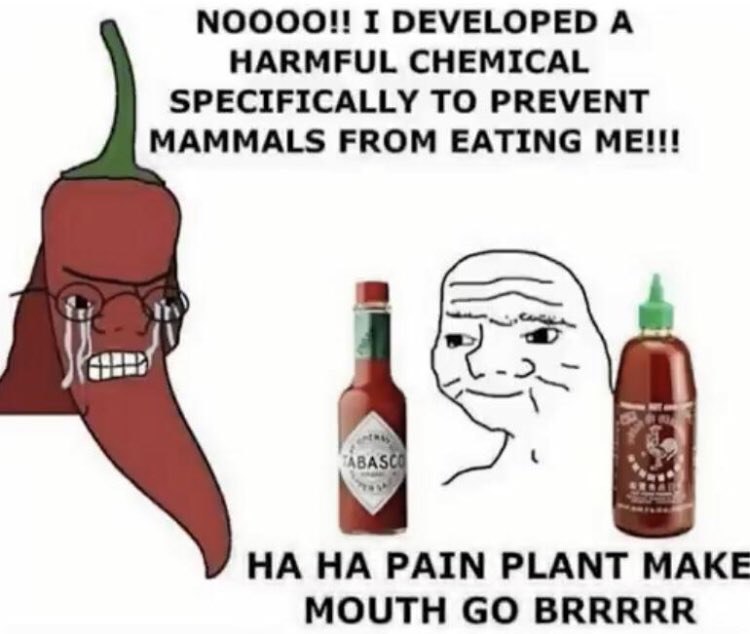 NOOOO!! I DEVELOPED A
HARMFUL CHEMICAL
SPECIFICALLY TO PREVENT
MAMMALS FROM EATING ME!!!
TABASCO
HA HA PAIN PLANT MAKE
MOUTH GO BRRRRR